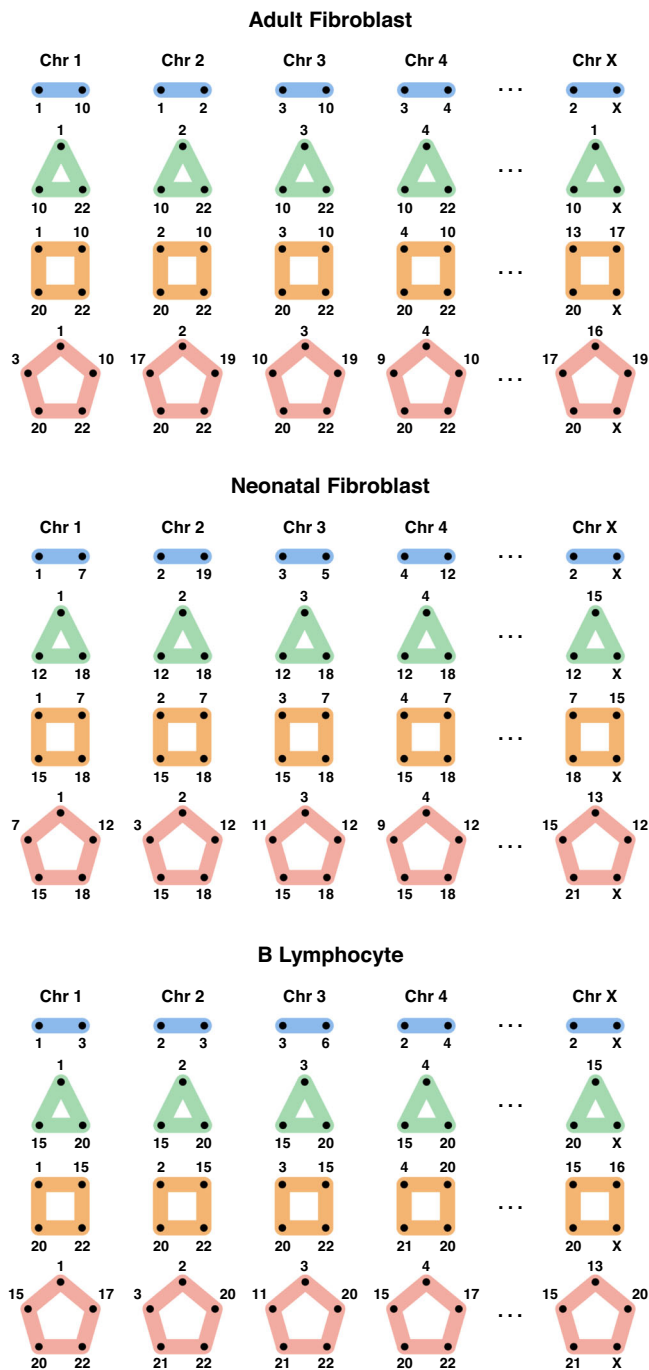 Adult Fibroblast
Chr 1 Chr 2 Chr 3 Chr 4 ... Chr X
1 10 1 2 3 10 3 4 2 X
1 2 3 4 ... 1
10 22 10 22 10 22 10 22 10 X
1 10 2 10 3 10 4 10 ... 13 17
20 22 20 22 20 22 20 22 20 X
1 2 3 4 16
3 10 17 19 10 19 9 10 ... 17 19
20 22 20 22 20 22 20 22 20 X
Neonatal Fibroblast
Chr 1 Chr 2 Chr 3 Chr 4 ... Chr X
1 7 2 19 3 5 4 12 2 X
1 2 3 4 ... 15
12 18 12 18 12 18 12 18 12 X
1 7 2 7 3 7 4 7 ... 7 15
15 18 15 18 15 18 15 18 18 X
1 2 3 4 13
7 12 3 12 11 12 9 12 ... 15 12
15 18 15 18 15 18 15 18 21 X
B Lymphocyte
Chr 1 Chr 2 Chr 3 Chr 4 ... Chr X
1 3 2 3 3 6 2 4 2 X
1 2 3 4 ... 15
15 20 15 20 15 20 15 20 20 X
1 15 2 15 3 15 4 20 ... 15 16
20 22 20 22 20 22 21 20 20 X
1 2 3 4 13
15 17 3 20 11 20 15 17 ... 15 20
20 22 21 22 21 22 20 22 21 X